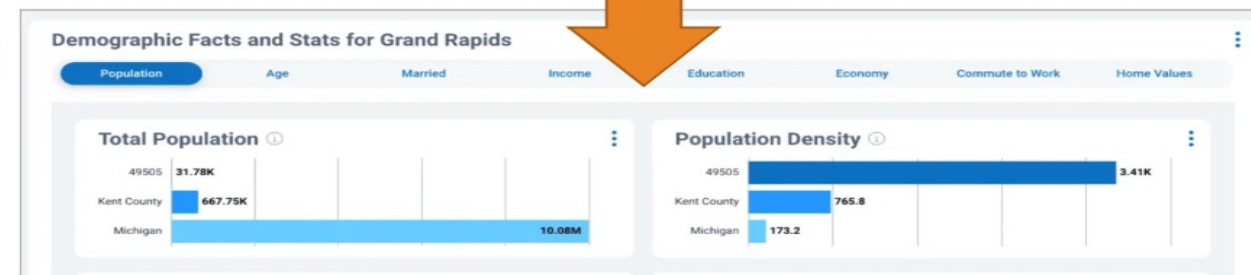 Demographic Facts and Stats for Grand Rapids
Population Age Married Income Education Economy Commute to Work Home Values
Total Population
49505 31.78K
Kent County 667.75K
Michigan 10.08M
Population Density
49505 3.41K
Kent County 765.8
Michigan 173.2